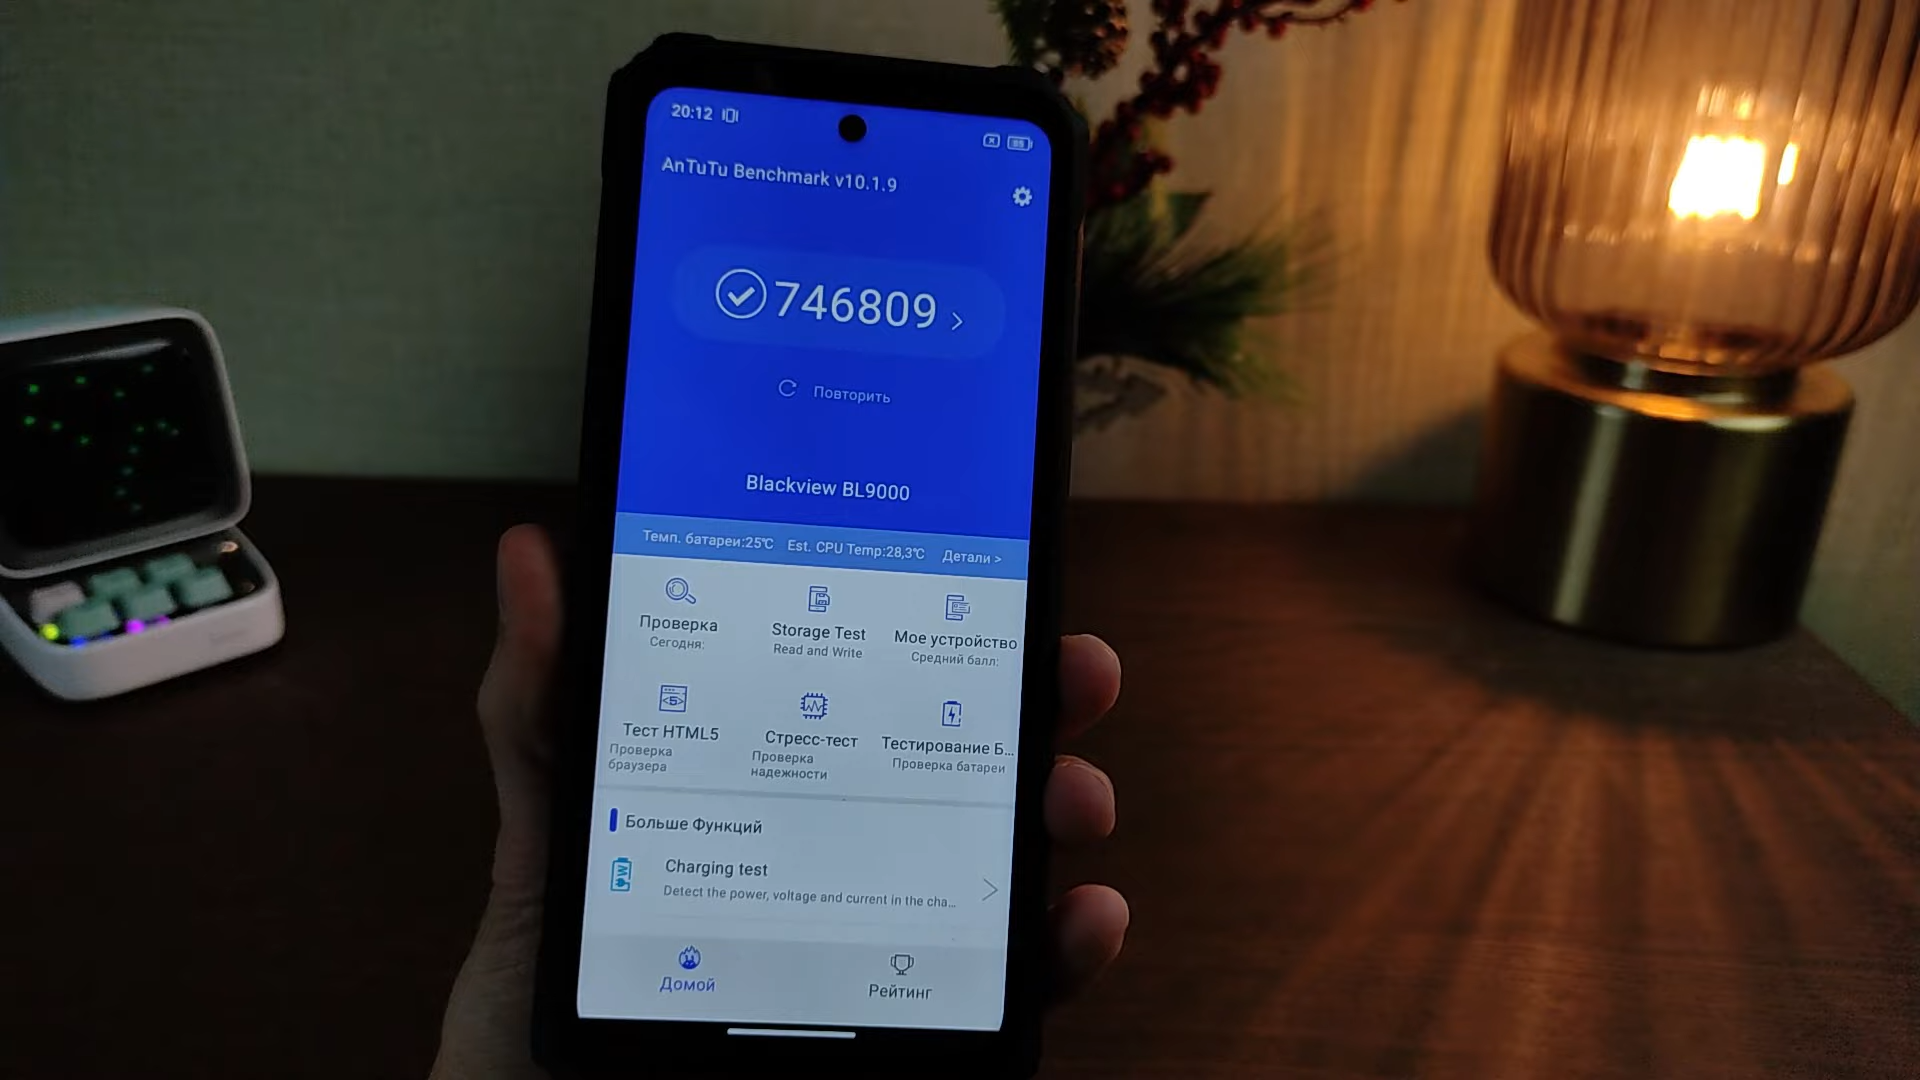 20:12
85
AnTuTu Benchmark v10.1.9
746809 >
Повторить
Blackview BL9000
Темп. батареи:25℃ Est. CPU Temp:28,3℃ Детали >
Проверка
Сегодня:
Storage Test
Read and Write
Мое устройство
Средний балл:
Тест HTML5
Проверка
браузера
Стресс-тест
Проверка
надежности
Тестирование Б...
Проверка батареи
Больше Функций
Charging test
Detect the power, voltage and current in the cha...
Домой
Рейтинг